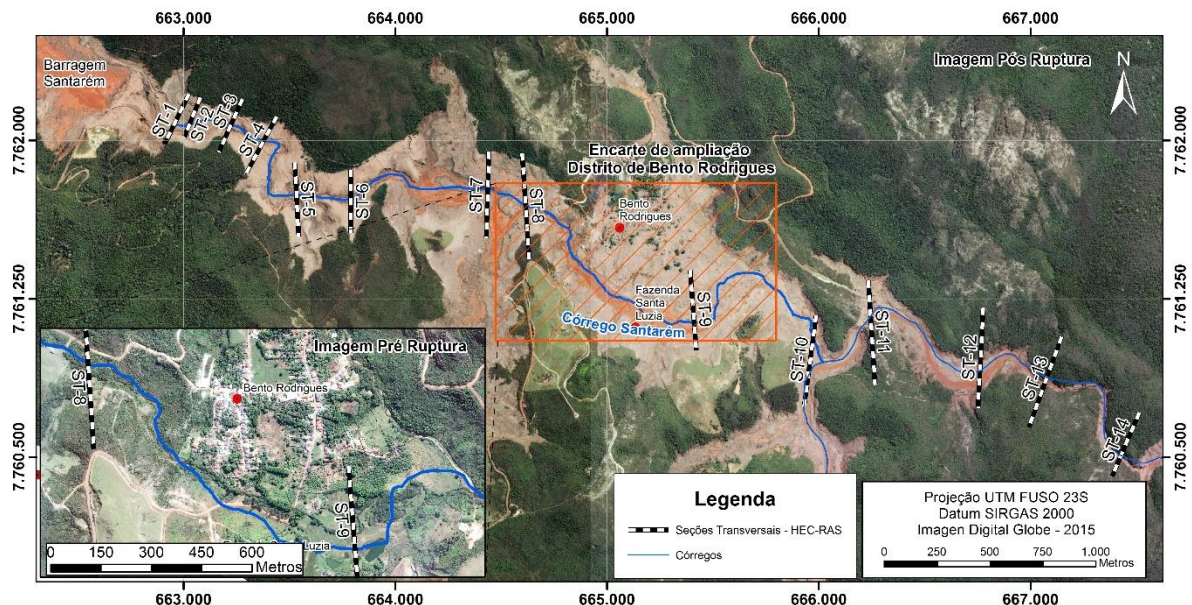 663.000
664.000
665.000
666.000
667.000
Barragem
Santarém
Imagem Pós Ruptura
N
ST-1
ST-2
ST-3
ST-4
ST-5
ST-6
ST-7
ST-8
Encarte de ampliação
Distrito de Bento Rodrigues
Bento
Rodrigues
Fazenda
Santa
Luzia
Córrego Santarém
ST-9
ST-10
ST-11
ST-12
ST-13
ST-14
7.762.000
7.761.250
7.760.500
7.762.000
7.761.250
7.760.500
Imagem Pré Ruptura
ST-8
Bento Rodrigues
ST-9
Luzia
0 150 300 450 600
Metros
Legenda
Seções Transversais - HEC-RAS
Córregos
Projeção UTM FUSO 23S
Datum SIRGAS 2000
Imagen Digital Globe - 2015
0 250 500 750 1.000
Metros
663.000
664.000
665.000
666.000
667.000